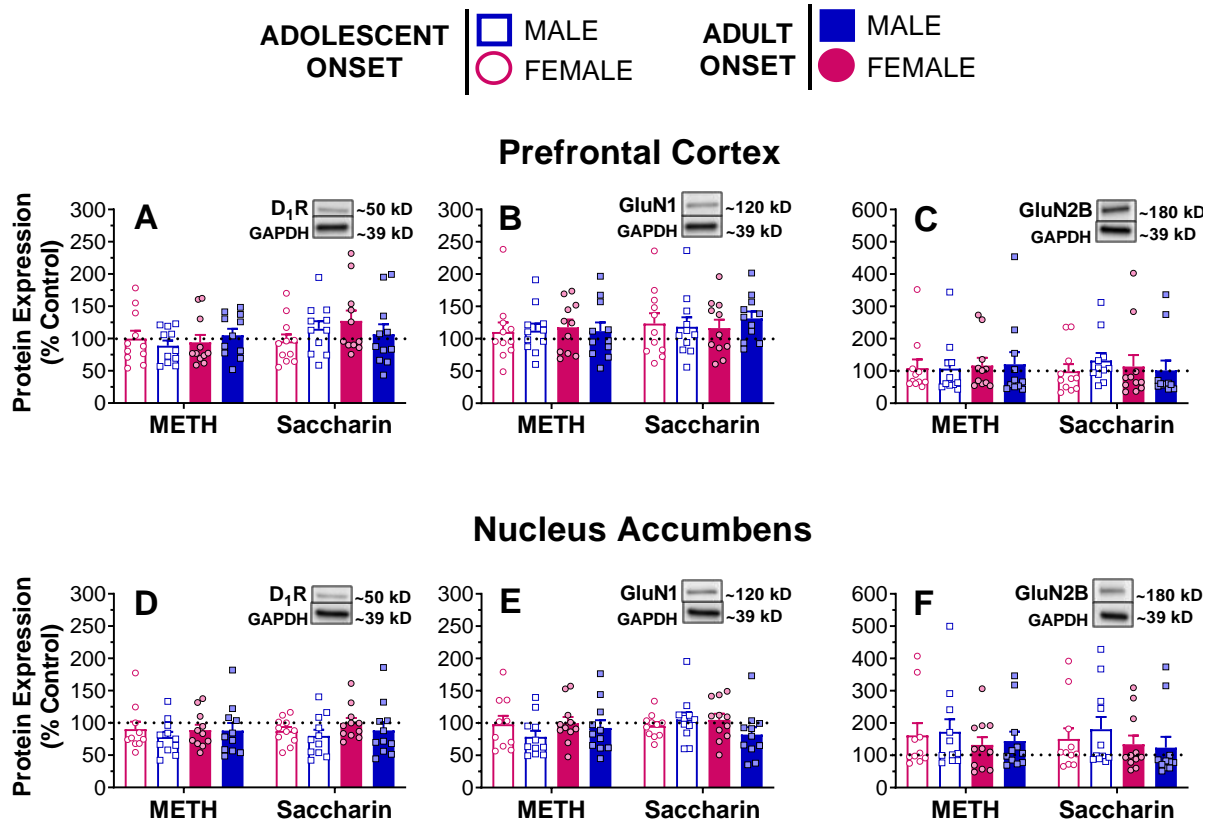 ADOLESCENT
ONSET
MALE
FEMALE
ADULT
ONSET
MALE
FEMALE
Prefrontal Cortex
Protein Expression
(% Control)
A
D₁R
~50 kD
GAPDH
~39 kD
300
250
200
150
100
50
0
METH
Saccharin
B
GluN1
~120 kD
GAPDH
~39 kD
300
250
200
150
100
50
0
METH
Saccharin
C
GluN2B
~180 kD
GAPDH
~39 kD
600
500
400
300
200
100
0
METH
Saccharin
Nucleus Accumbens
Protein Expression
(% Control)
D
D₁R
~50 kD
GAPDH
~39 kD
300
250
200
150
100
50
0
METH
Saccharin
E
GluN1
~120 kD
GAPDH
~39 kD
300
250
200
150
100
50
0
METH
Saccharin
F
GluN2B
~180 kD
GAPDH
~39 kD
600
500
400
300
200
100
0
METH
Saccharin